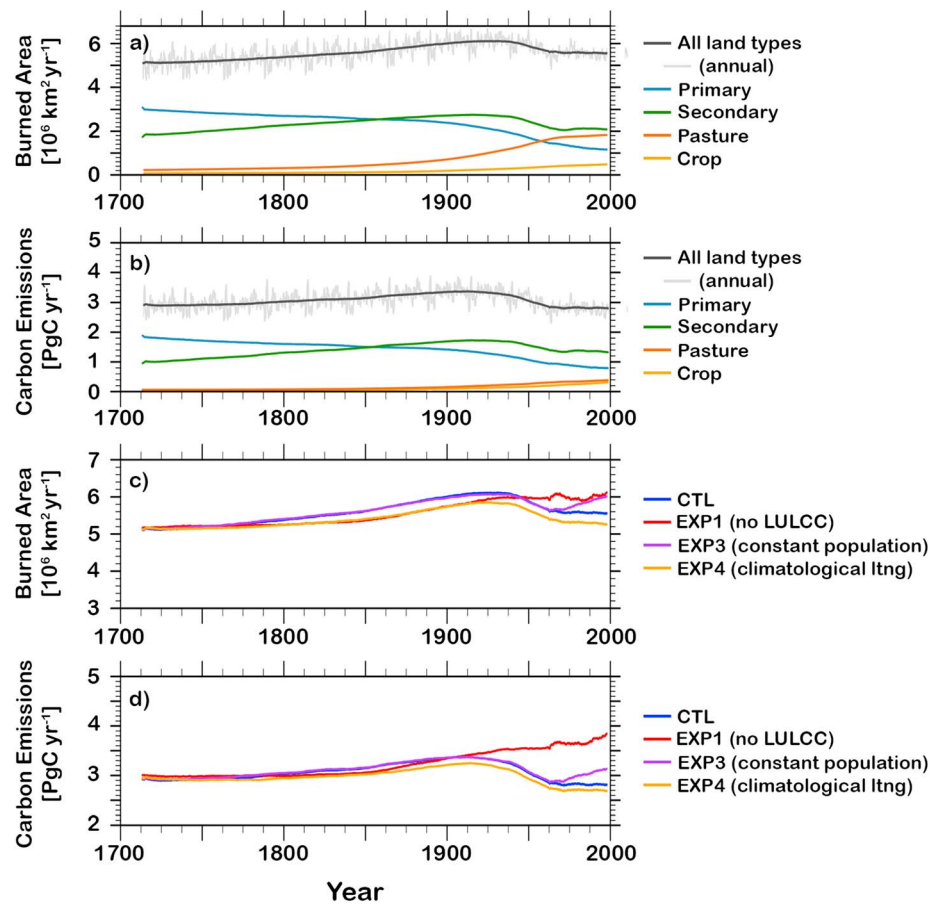 Burned Area
[10⁶ km² yr⁻¹]
6
4
2
0
a)
1700
1800
1900
2000
All land types
(annual)
Primary
Secondary
Pasture
Crop
Carbon Emissions
[PgC yr⁻¹]
5
4
3
2
1
0
b)
1700
1800
1900
2000
All land types
(annual)
Primary
Secondary
Pasture
Crop
Burned Area
[10⁶ km² yr⁻¹]
7
6
5
4
3
c)
1700
1800
1900
2000
CTL
EXP1 (no LULCC)
EXP3 (constant population)
EXP4 (climatological ltng)
Carbon Emissions
[PgC yr⁻¹]
5
4
3
2
d)
1700
1800
1900
2000
CTL
EXP1 (no LULCC)
EXP3 (constant population)
EXP4 (climatological ltng)
Year